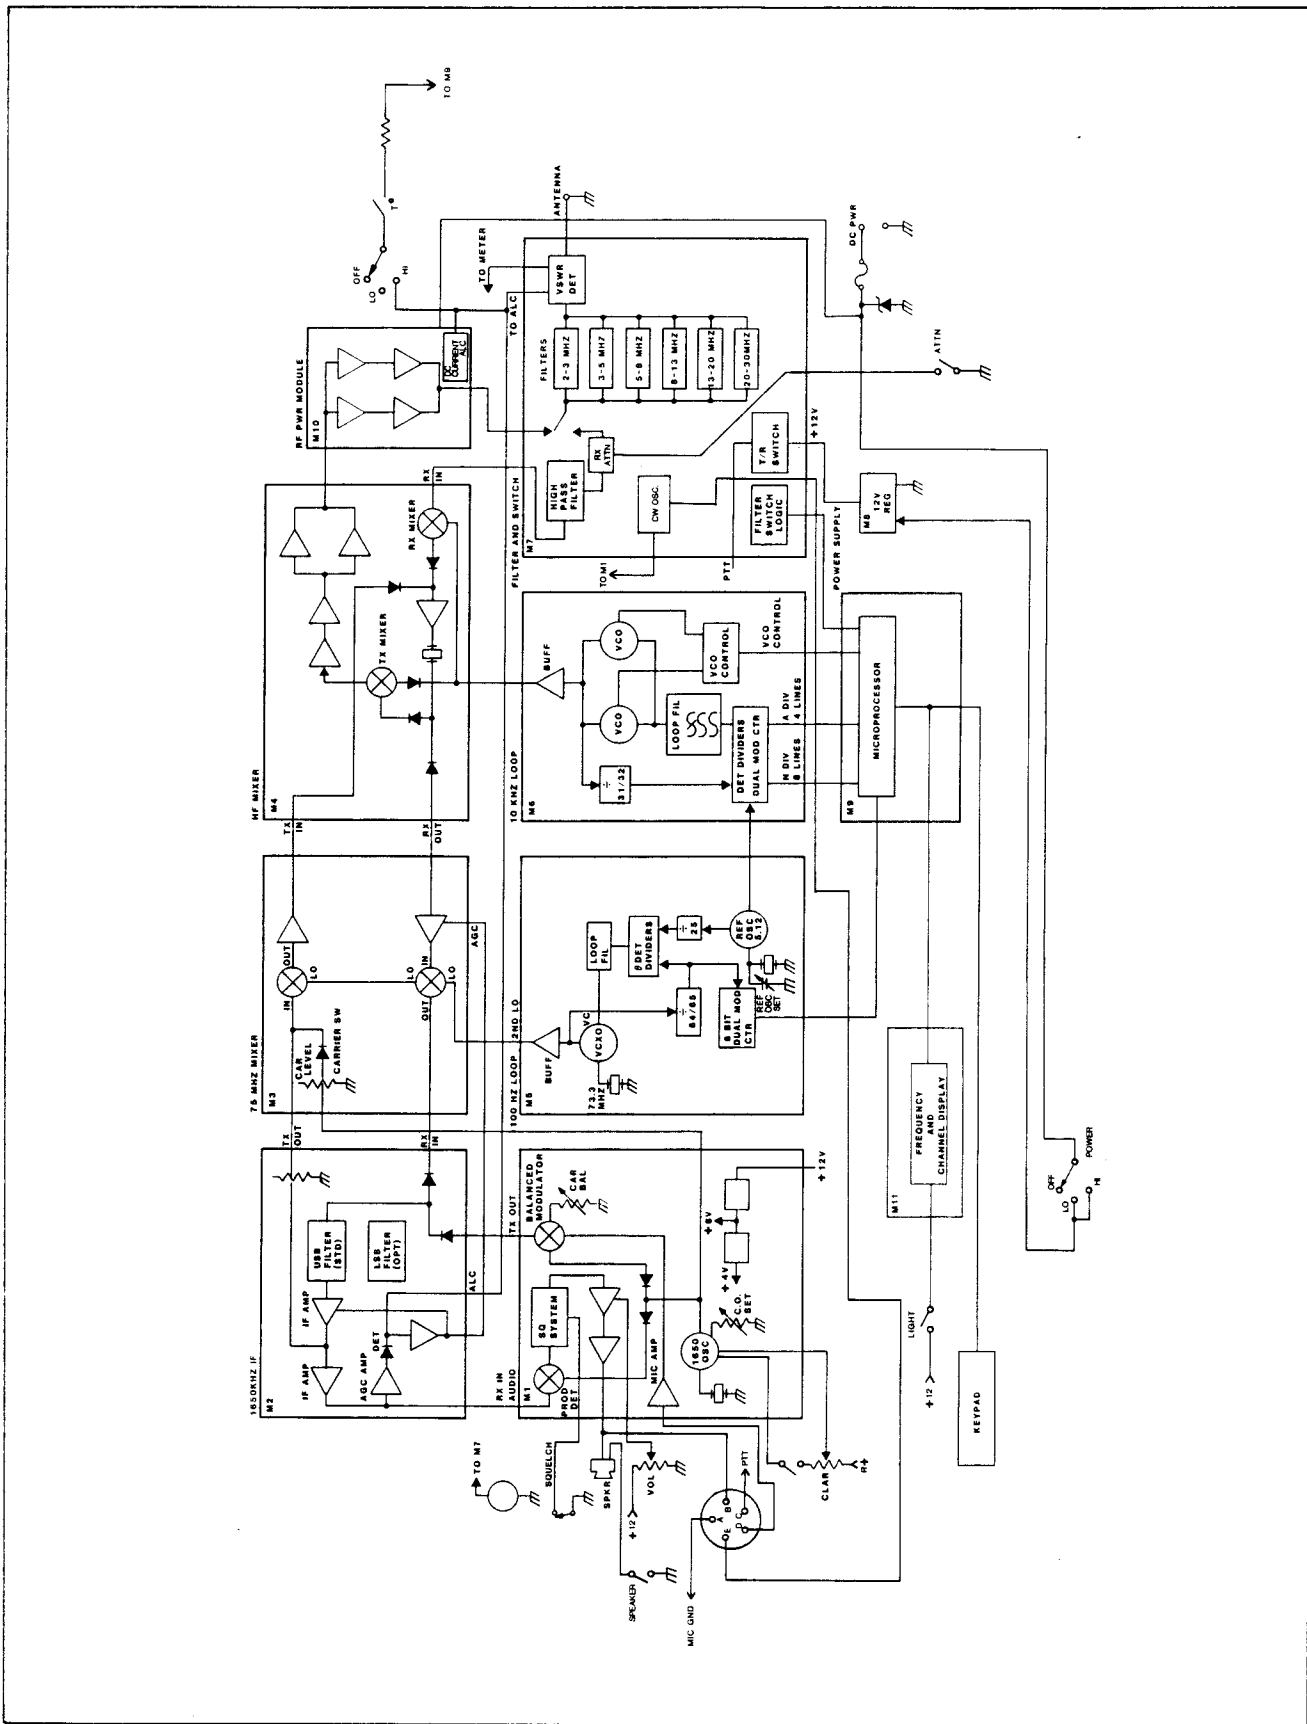 1650KHZ IF
M2
IF AMP
IF AMP
USB
FILTER
(STD)
LSB
FILTER
(OPT)
AGC AMP
DET
ALC
TX
OUT
RX
IN
75 MHZ MIXER
M3
CAR
LEVEL
CARRIER SW
IN
OUT
LO
LO
IN
OUT
LO
AGC
TX
IN
RX
OUT
HF MIXER
M4
TX MIXER
RX MIXER
RX
IN
RF PWR MODULE
M10
DC
CURRENT
ALC
OFF
LO
HI
TO M9
RX IN
AUDIO
M1
PROD
DET
SQ
SYSTEM
MIC AMP
TX OUT
BALANCED
MODULATOR
CAR
BAL
1650
OSC
C.O.
SET
+4V
+8V
+12V
100 HZ LOOP
2ND LO
M5
BUFF
73.3
MHZ
VCXO
VC
LOOP
FIL
θ DET
DIVIDERS
÷
64/65
÷
25
8 BIT
DUAL MOD
CTR
REF
OSC
SET
REF
OSC
5.12
10 KHZ LOOP
M6
BUFF
VCO
VCO
÷
31/32
LOOP FIL
VCO
CONTROL
DET DIVIDERS
DUAL MOD CTR
N DIV
8 LINES
A DIV
4 LINES
VCO
CONTROL
FILTER AND SWITCH
M7
HIGH
PASS
FILTER
RX
ATTN
FILTERS
2-3 MHZ
3-5 MHZ
5-8 MHZ
8-13 MHZ
13-20 MHZ
20-30MHZ
VSWR
DET
TO ALC
TO METER
ANTENNA
CW OSC.
TO M1
PTT
FILTER
SWITCH
LOGIC
T/R
SWITCH
+12V
POWER SUPPLY
M8
12V
REG
M9
MICROPROCESSOR
DC PWR
ATTN
TO M7
SQUELCH
SPKR
VOL
+12
SPEAKER
MIC GND
A
B
C
D
E
PTT
CLAR
R+
M11
FREQUENCY
AND
CHANNEL DISPLAY
LIGHT
+12
KEYPAD
OFF
LO
HI
POWER